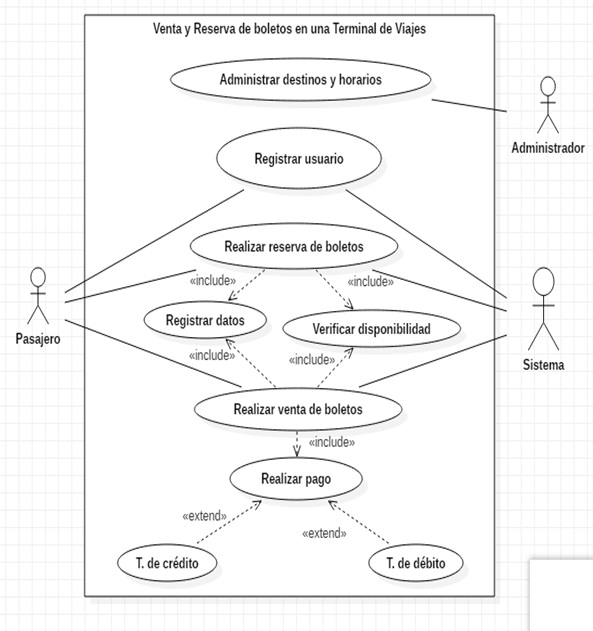 Venta y Reserva de boletos en una Terminal de Viajes
Administrar destinos y horarios
Administrador
Registrar usuario
Realizar reserva de boletos
«include»
«include»
Pasajero
Registrar datos
Verificar disponibilidad
Sistema
«include»
«include»
Realizar venta de boletos
«include»
Realizar pago
«extend»
«extend»
T. de crédito
T. de débito